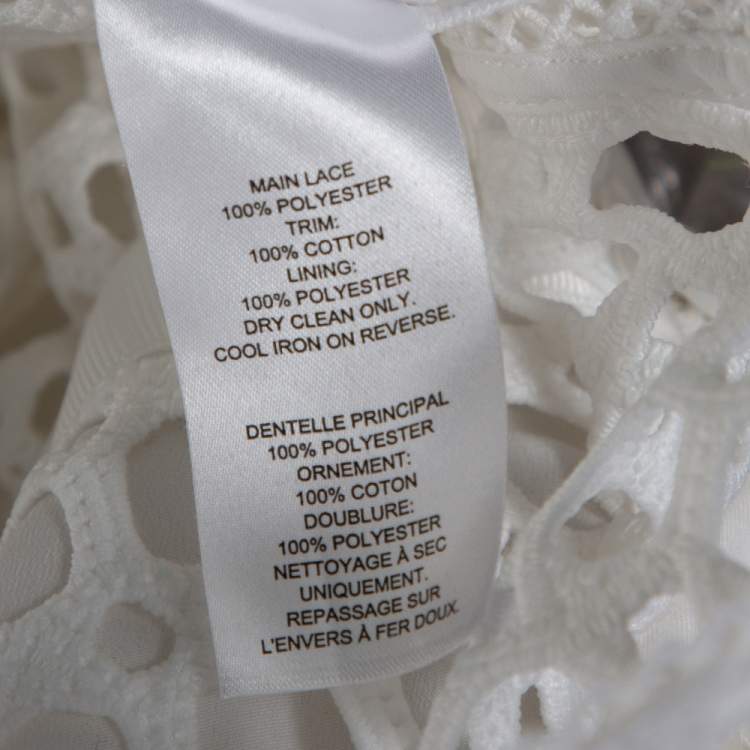 MAIN LACE
100% POLYESTER
TRIM:
100% COTTON
LINING:
100% POLYESTER
DRY CLEAN ONLY.
COOL IRON ON REVERSE.
DENTELLE PRINCIPAL
100% POLYESTER
ORNEMENT:
100% COTON
DOUBLURE:
100% POLYESTER
NETTOYAGE À SEC
UNIQUEMENT.
REPASSAGE SUR
L'ENVERS À FER DOUX.